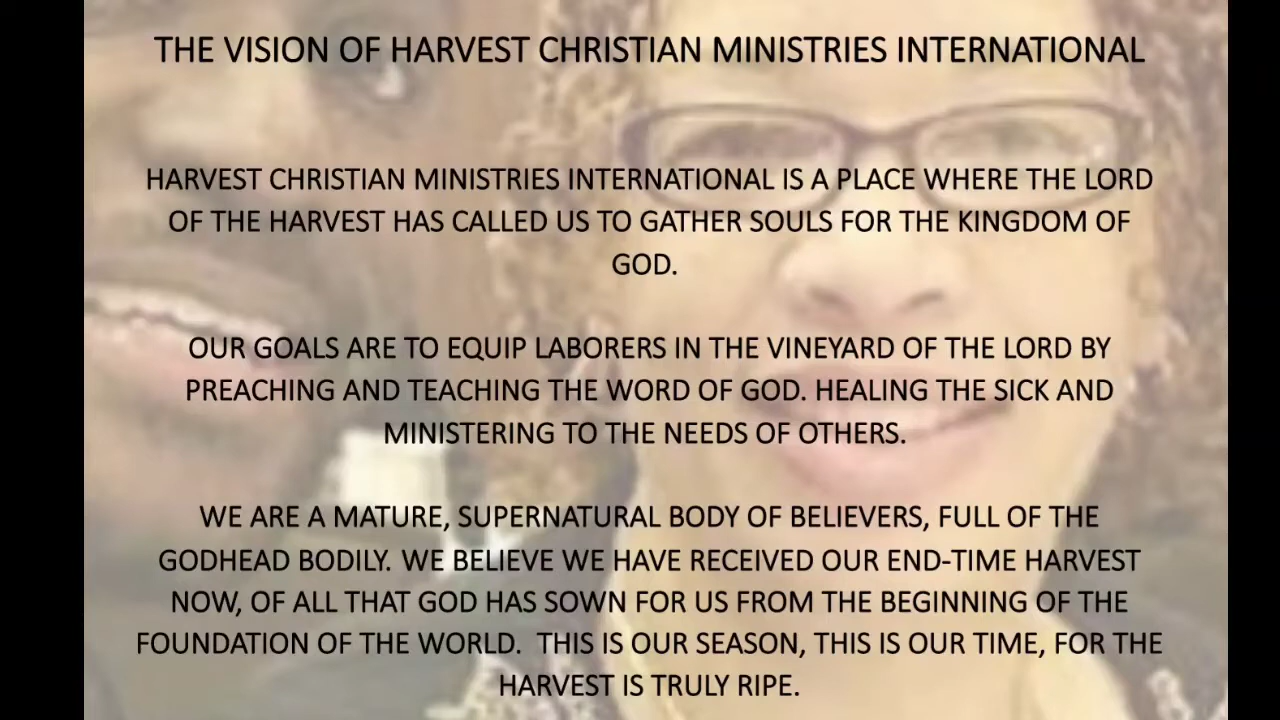 THE VISION OF HARVEST CHRISTIAN MINISTRIES INTERNATIONAL
HARVEST CHRISTIAN MINISTRIES INTERNATIONAL IS A PLACE WHERE THE LORD
OF THE HARVEST HAS CALLED US TO GATHER SOULS FOR THE KINGDOM OF
GOD.
OUR GOALS ARE TO EQUIP LABORERS IN THE VINEYARD OF THE LORD BY
PREACHING AND TEACHING THE WORD OF GOD. HEALING THE SICK AND
MINISTERING TO THE NEEDS OF OTHERS.
WE ARE A MATURE, SUPERNATURAL BODY OF BELIEVERS, FULL OF THE
GODHEAD BODILY. WE BELIEVE WE HAVE RECEIVED OUR END-TIME HARVEST
NOW, OF ALL THAT GOD HAS SOWN FOR US FROM THE BEGINNING OF THE
FOUNDATION OF THE WORLD.  THIS IS OUR SEASON, THIS IS OUR TIME, FOR THE
HARVEST IS TRULY RIPE.